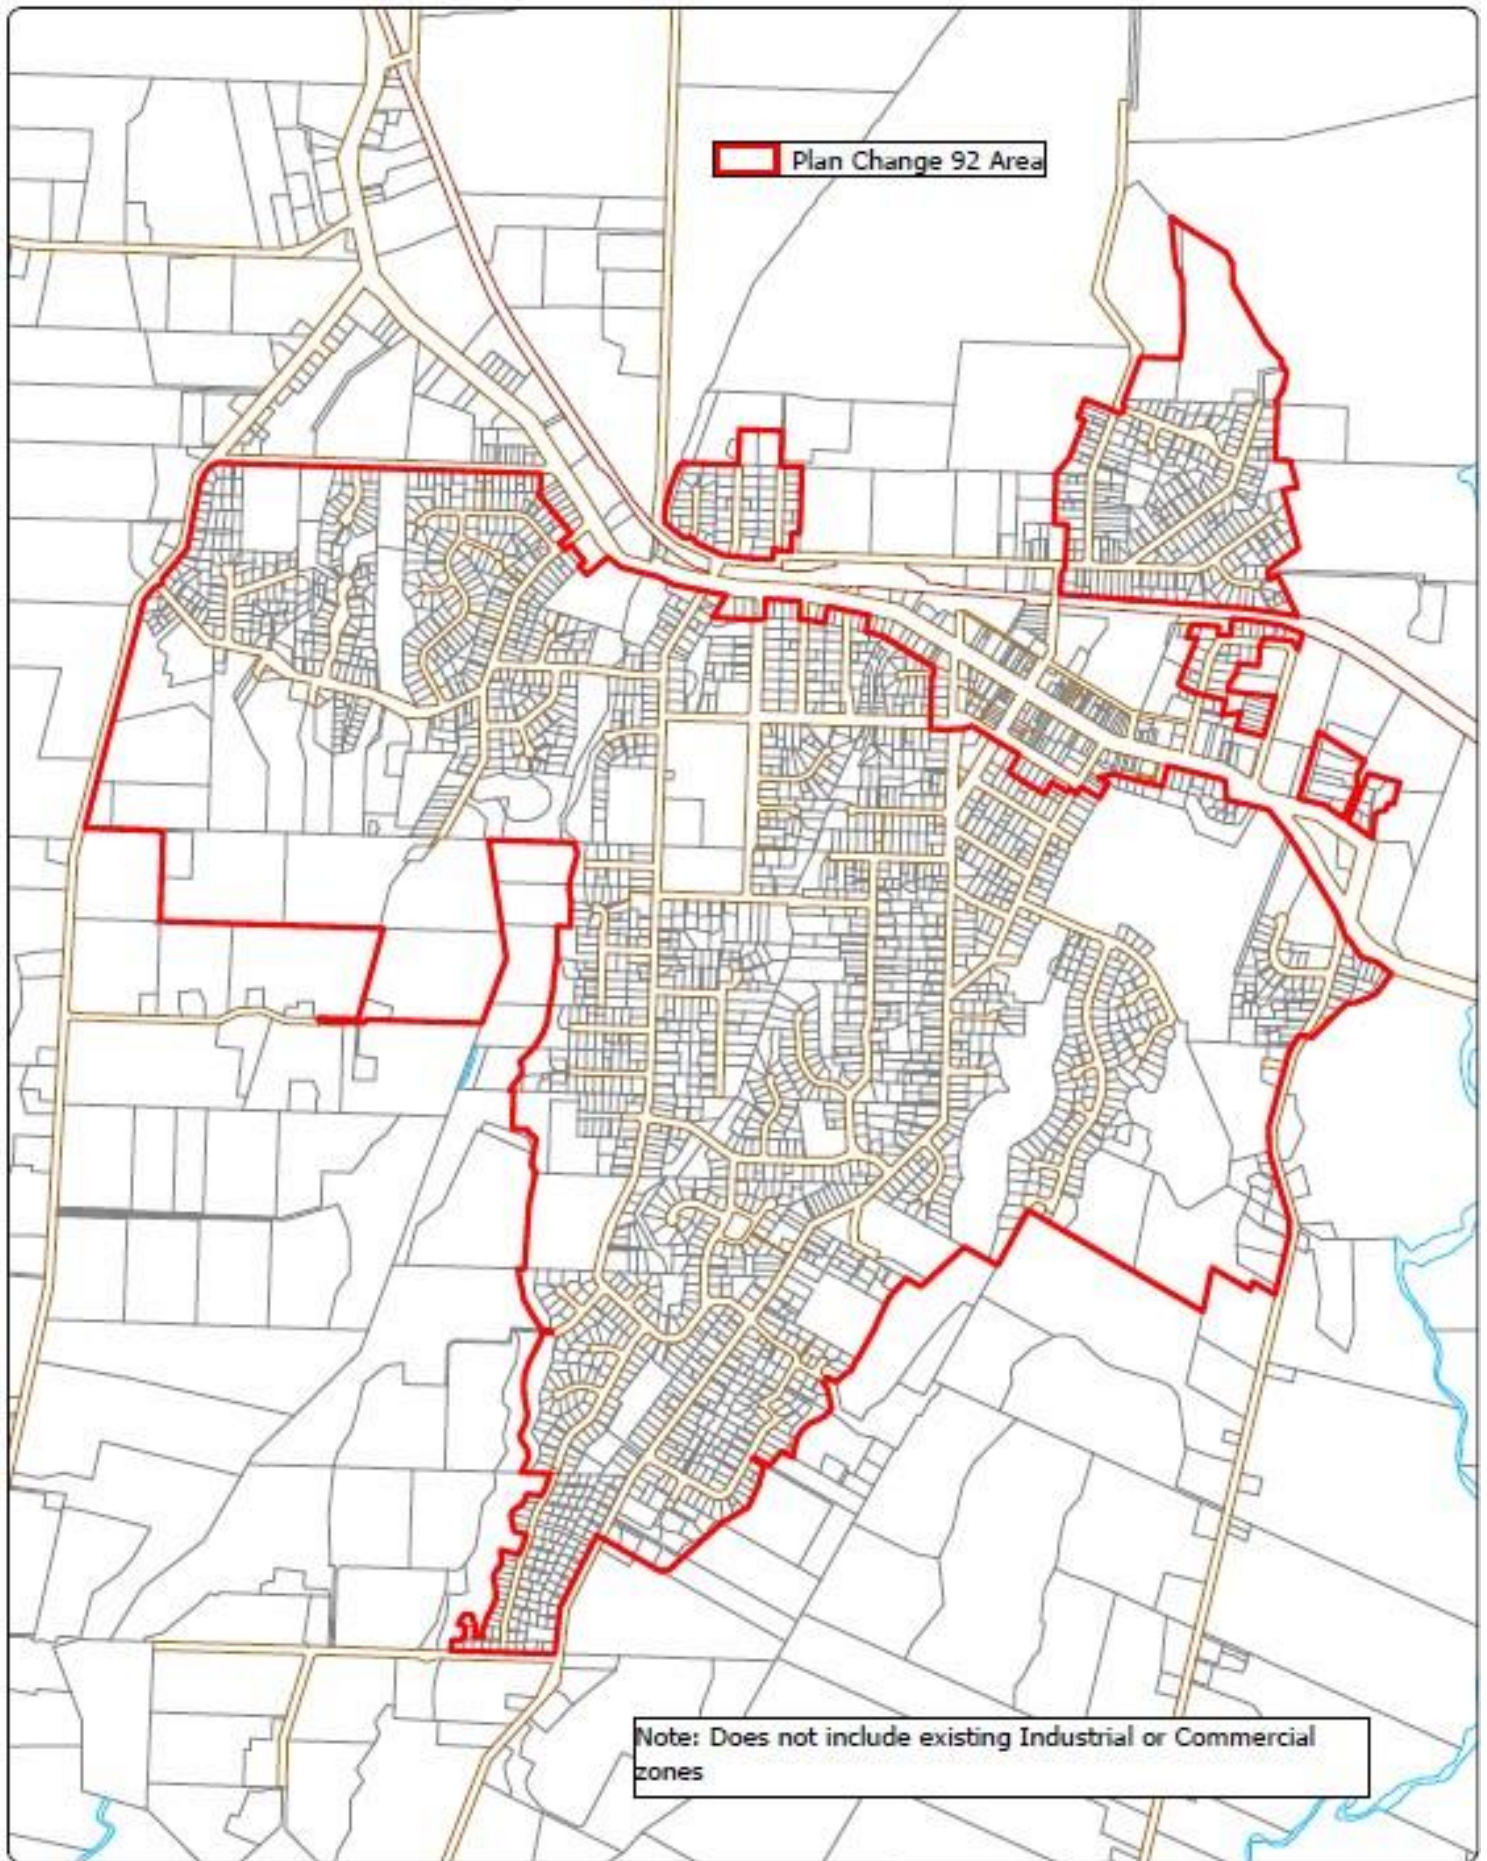 Plan Change 92 Area
Note: Does not include existing Industrial or Commercial
zones